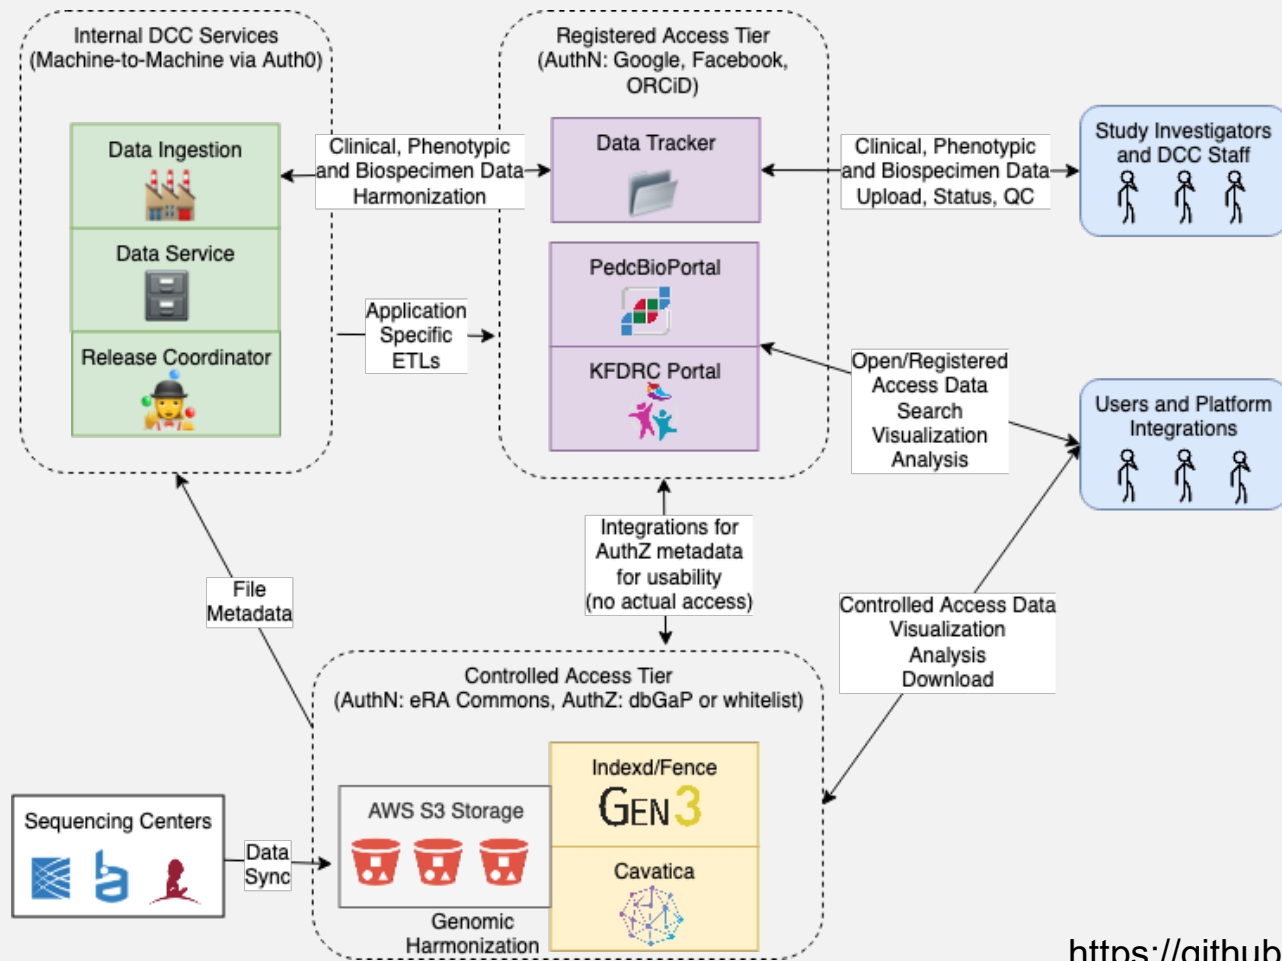 Internal DCC Services
(Machine-to-Machine via Auth0)
Data Ingestion
Data Service
Release Coordinator
Clinical, Phenotypic
and Biospecimen Data
Harmonization
Application
Specific
ETLs
Registered Access Tier
(AuthN: Google, Facebook,
ORCiD)
Data Tracker
PedcBioPortal
KFDRC Portal
Clinical, Phenotypic
and Biospecimen Data
Upload, Status, QC
Study Investigators
and DCC Staff
Open/Registered
Access Data
Search
Visualization
Analysis
Users and Platform
Integrations
Integrations for
AuthZ metadata
for usability
(no actual access)
File
Metadata
Controlled Access Data
Visualization
Analysis
Download
Controlled Access Tier
(AuthN: eRA Commons, AuthZ: dbGaP or whitelist)
Sequencing Centers
Data
Sync
AWS S3 Storage
Indexd/Fence
GEN3
Cavatica
Genomic
Harmonization
https://github